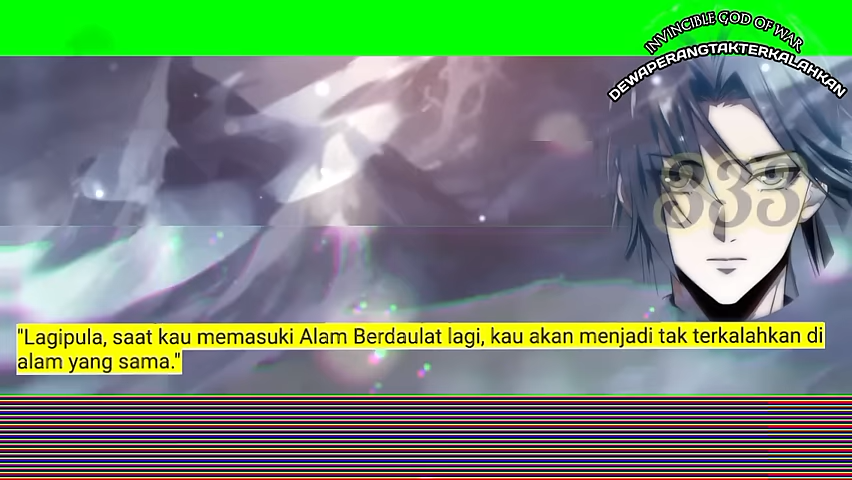 INVINCIBLE GOD OF WAR
DEWAPERANGTAKTERKALAHKAN
333
"Lagipula, saat kau memasuki Alam Berdaulat lagi, kau akan menjadi tak terkalahkan di
alam yang sama."